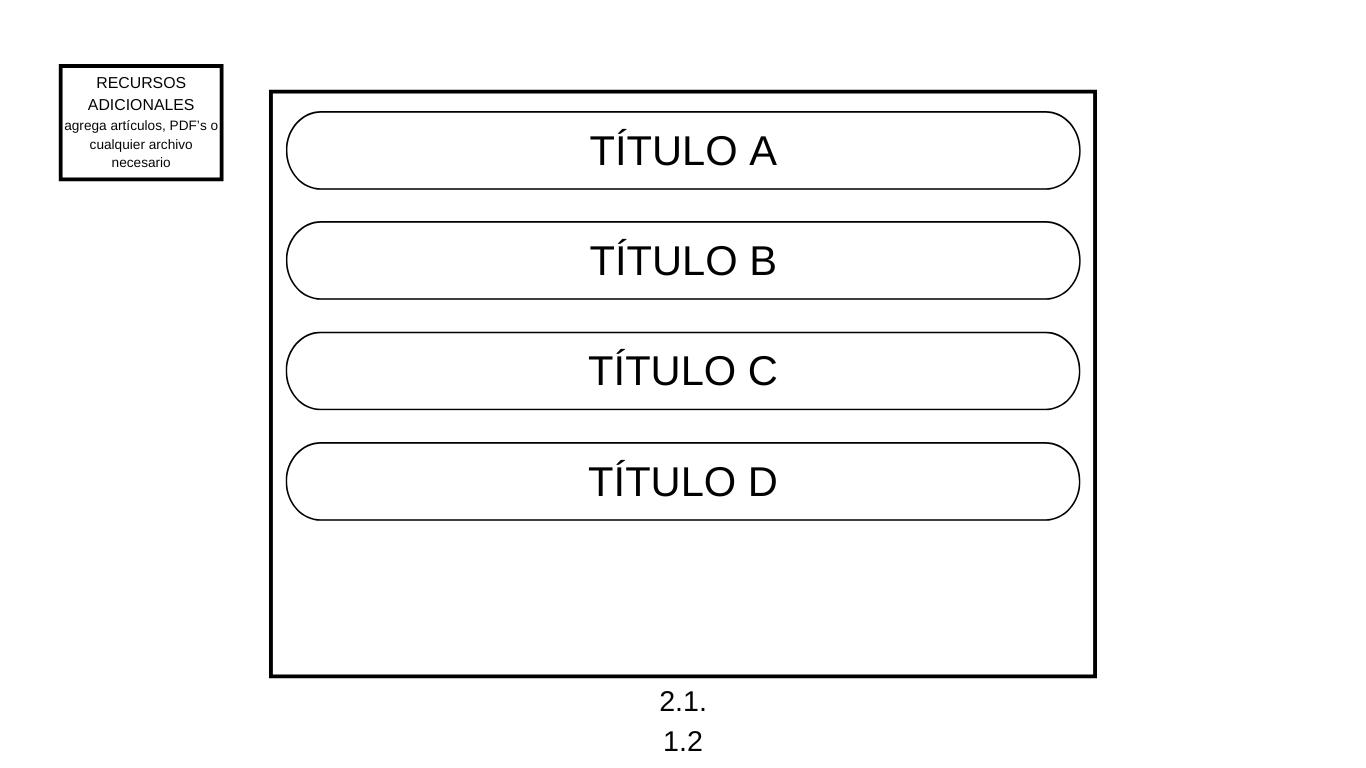 RECURSOS
ADICIONALES
agrega artículos, PDF’s o
cualquier archivo
necesario
TÍTULO A
TÍTULO B
TÍTULO C
TÍTULO D
2.1.
1.2